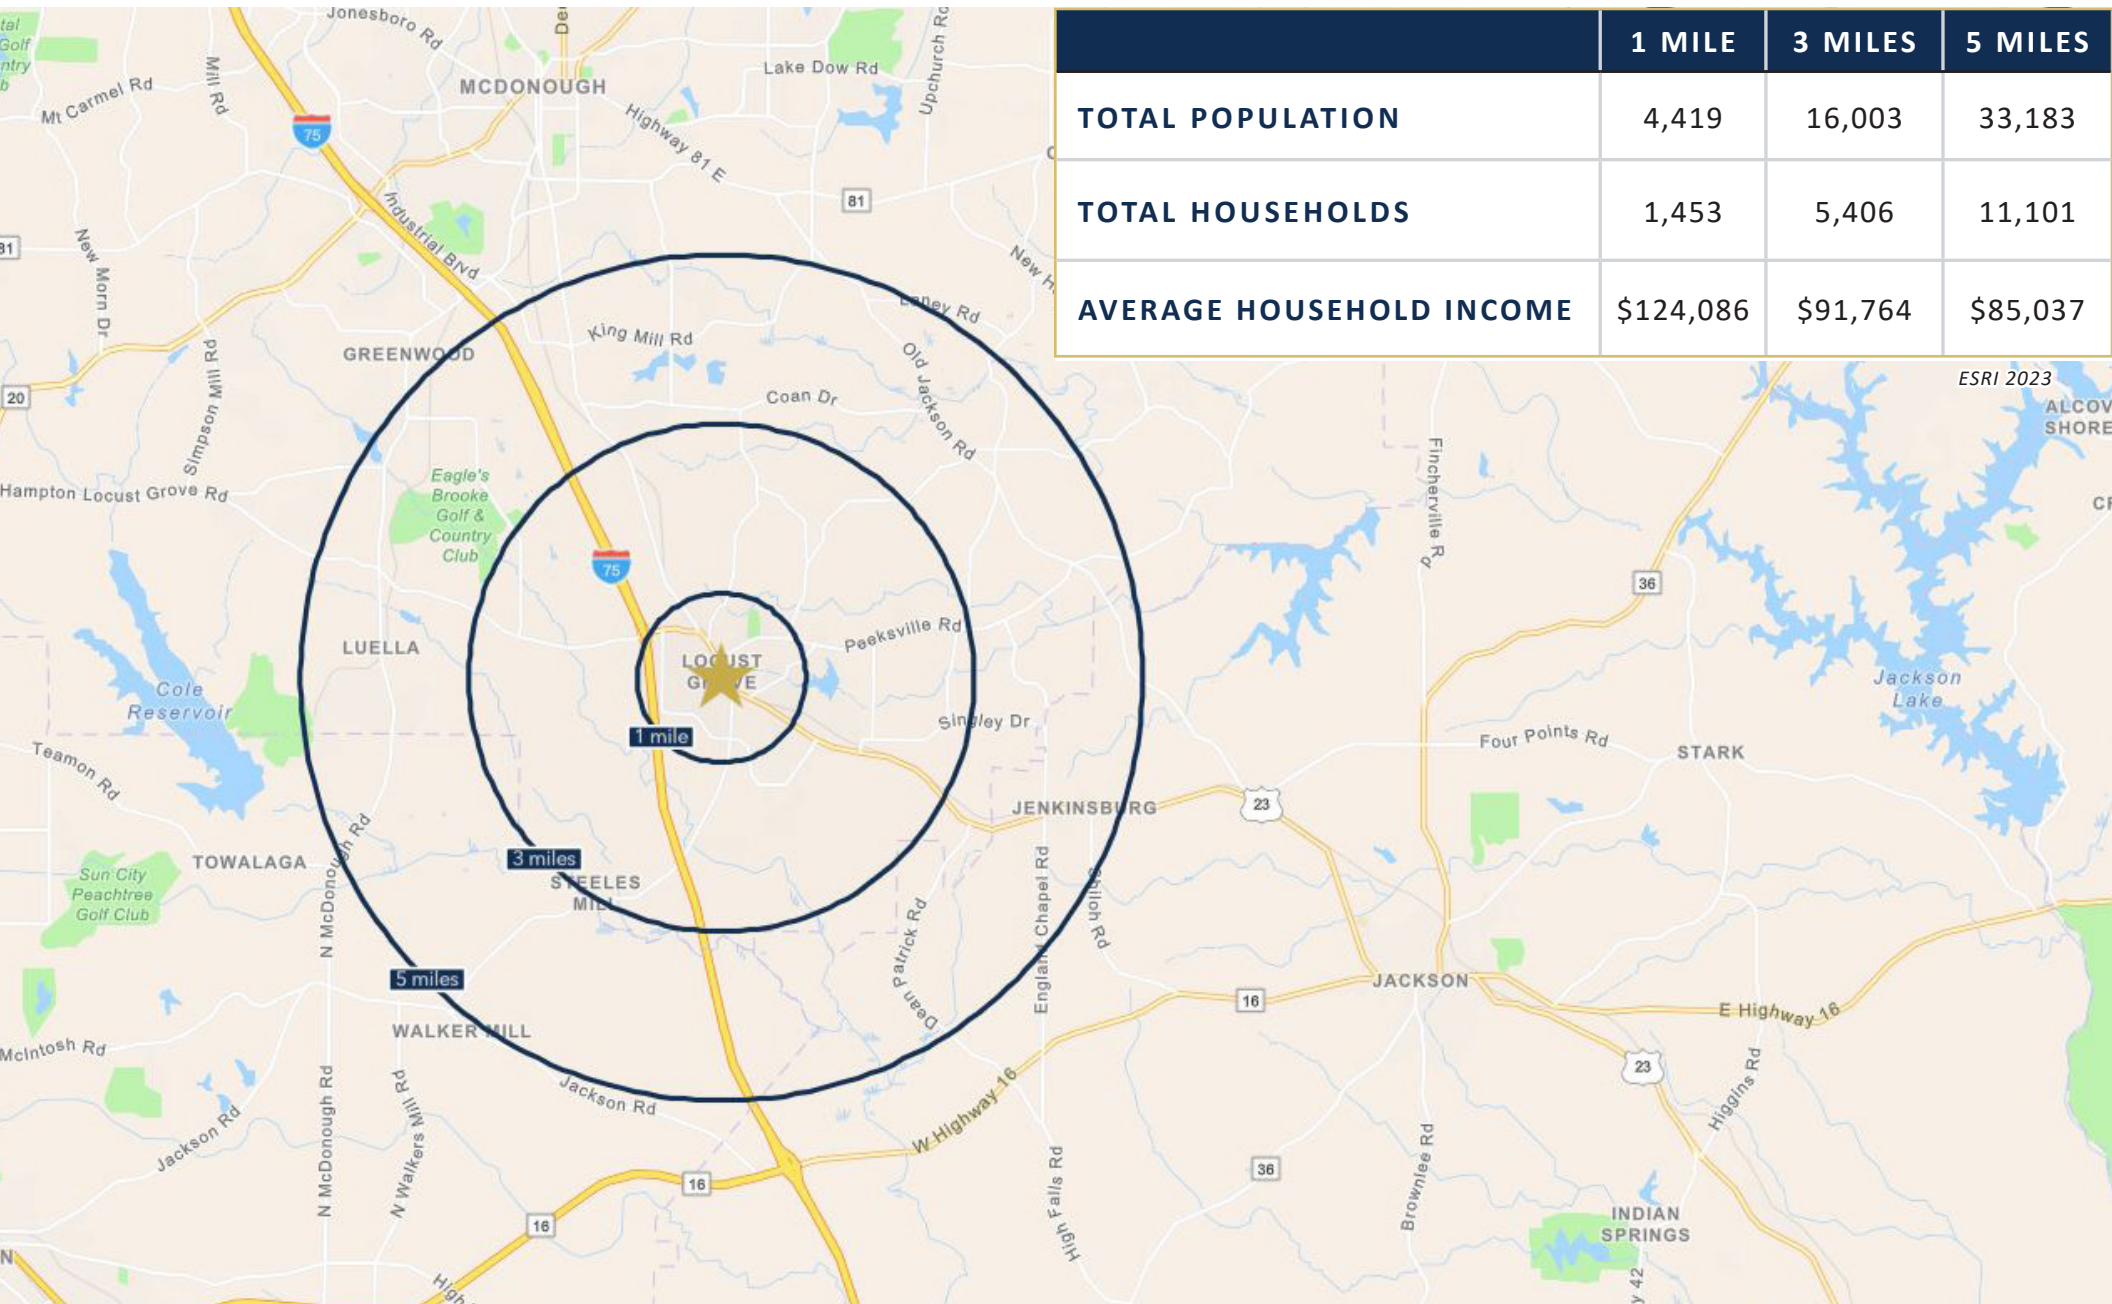 1 MILE 3 MILES 5 MILES
TOTAL POPULATION 4,419 16,003 33,183
TOTAL HOUSEHOLDS 1,453 5,406 11,101
AVERAGE HOUSEHOLD INCOME $124,086 $91,764 $85,037
ESRI 2023
Jonesboro Rd
Golf
MCDONOUGH
Lake Dow Rd
Upchurch Rd
Mt Carmel Rd
Mill Rd
75
Highway 81 E
81
Industrial Blvd
New Morn Dr
81
Laney Rd
King Mill Rd
GREENWOOD
Old Jackson Rd
20
Simpson Mill Rd
Coan Dr
Hampton Locust Grove Rd
Eagle's
Brooke
Golf &
Country
Club
Fincherville R
75
36
Peeksville Rd
LUELLA
LOCUST
GROVE
Cole
Reservoir
Jackson
Lake
1 mile
Singley Dr
Four Points Rd
STARK
Teamon Rd
JENKINSBURG
23
3 miles
TOWALAGA
STEELES
MILL
Sun City
Peachtree
Golf Club
N McDonough Rd
Dean Patrick Rd
England Chapel Rd
Shiloh Rd
5 miles
JACKSON
16
E Highway 16
WALKER MILL
McIntosh Rd
23
Jackson Rd
Jackson Rd
N McDonough Rd
N Walkers Mill Rd
W Highway 16
Higgins Rd
16
36
High Falls Rd
Brownlee Rd
16
INDIAN
SPRINGS
42